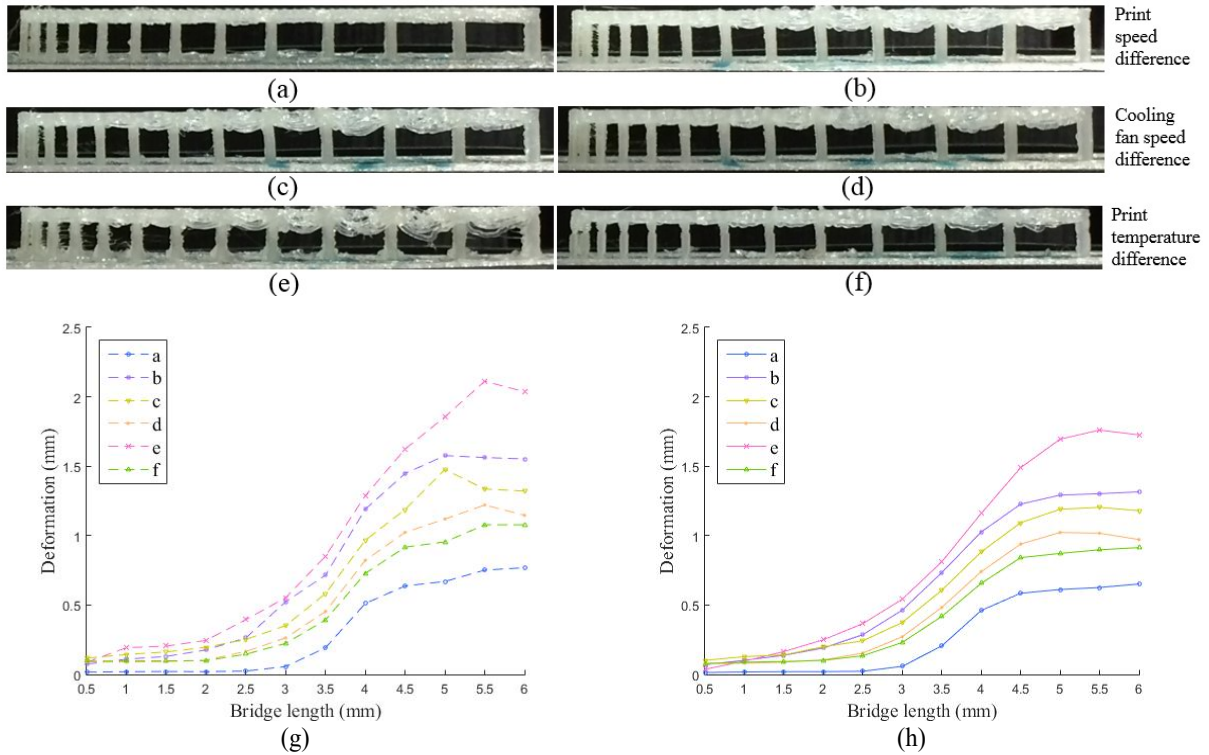 Print
speed
difference
(a)
(b)
Cooling
fan speed
difference
(c)
(d)
Print
temperature
difference
(e)
(f)
2.5
2
1.5
1
0.5
0
Deformation (mm)
a
b
c
d
e
f
0.5 1 1.5 2 2.5 3 3.5 4 4.5 5 5.5 6
Bridge length (mm)
(g)
2.5
2
1.5
1
0.5
0
Deformation (mm)
a
b
c
d
e
f
0.5 1 1.5 2 2.5 3 3.5 4 4.5 5 5.5 6
Bridge length (mm)
(h)